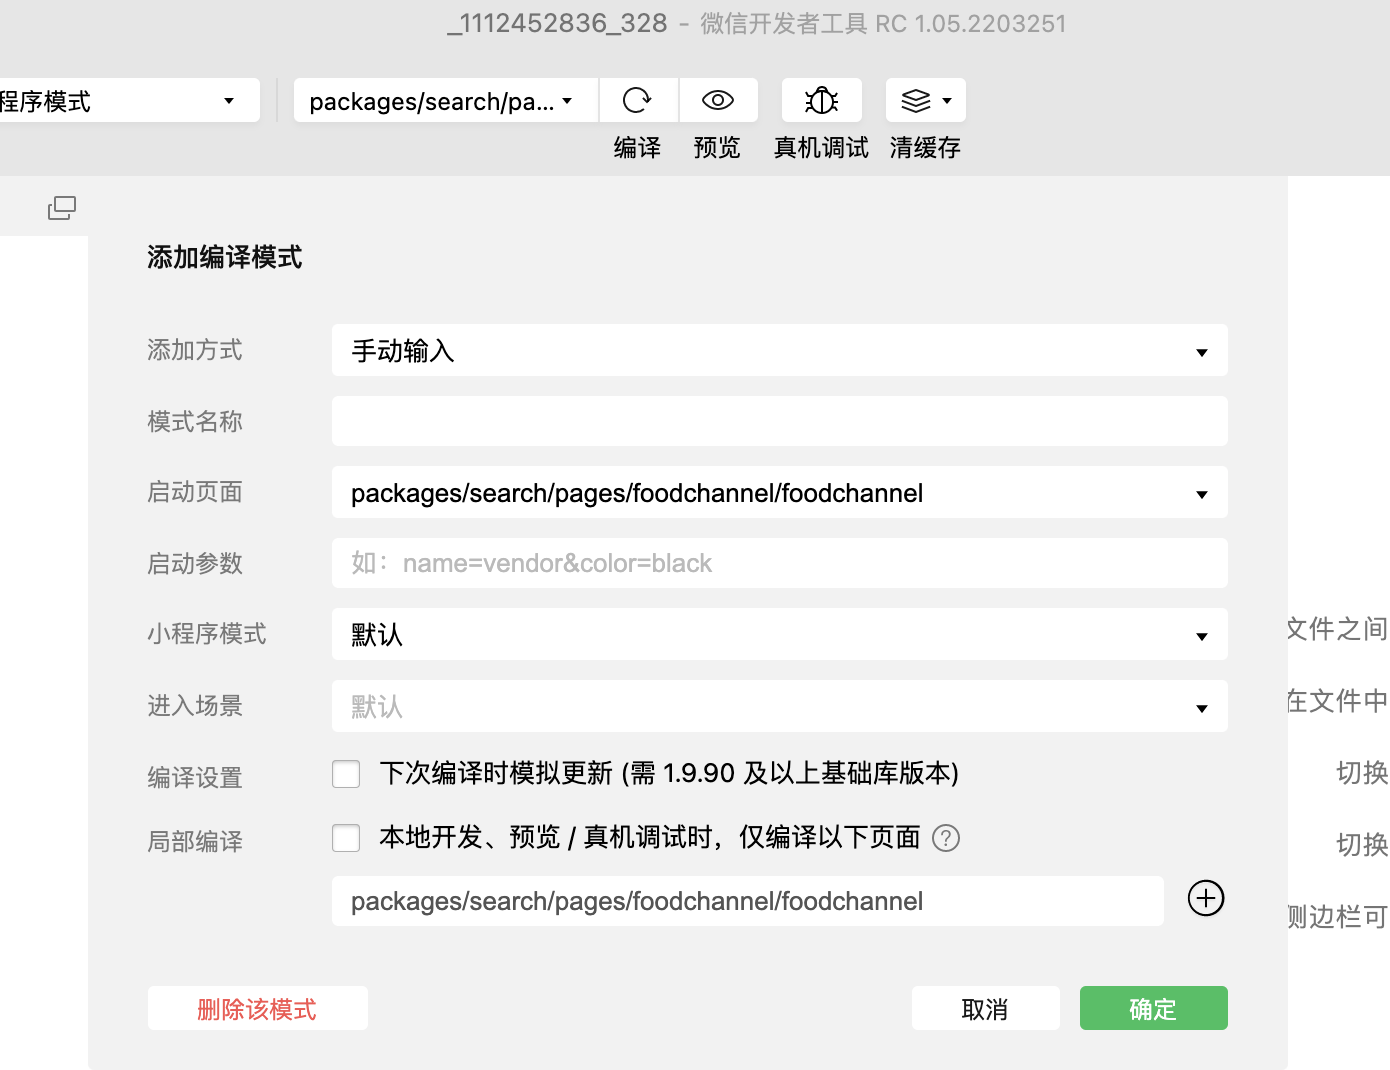 _1112452836_328 - 微信开发者工具 RC 1.05.2203251
程序模式
packages/search/pa...
编译
预览
真机调试
清缓存
添加编译模式
添加方式
手动输入
模式名称
启动页面
packages/search/pages/foodchannel/foodchannel
启动参数
如：name=vendor&color=black
小程序模式
默认
进入场景
默认
编译设置
下次编译时模拟更新 (需 1.9.90 及以上基础库版本)
局部编译
本地开发、预览 / 真机调试时，仅编译以下页面
?
packages/search/pages/foodchannel/foodchannel
删除该模式
取消
确定
文件之间
在文件中
切换
切换
侧边栏可